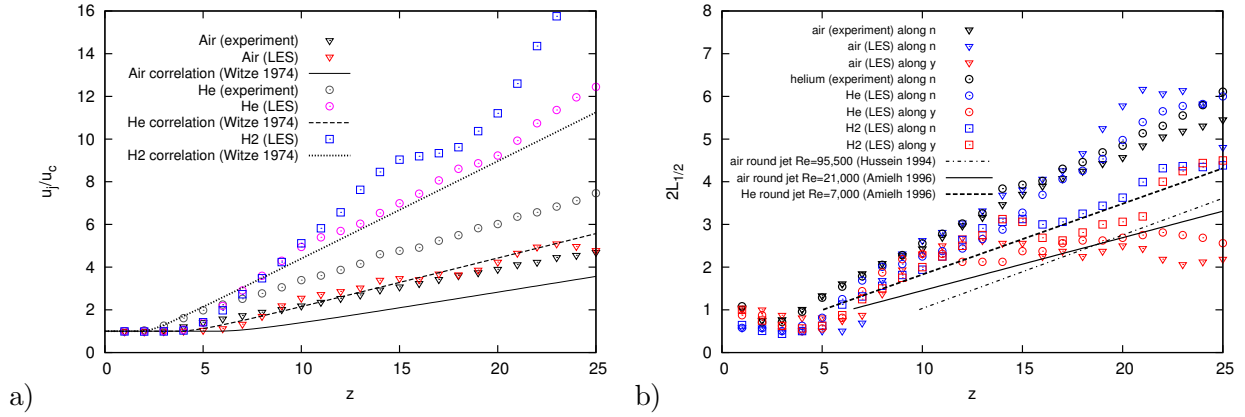 16
14
12
10
8
6
4
2
0
0 5 10 15 20 25
u_j/u_c
z
Air (experiment)
Air (LES)
Air correlation (Witze 1974)
He (experiment)
He (LES)
He correlation (Witze 1974)
H2 (LES)
H2 correlation (Witze 1974)
a)
8
7
6
5
4
3
2
1
0
0 5 10 15 20 25
2L_{1/2}
z
air (experiment) along n
air (LES) along n
air (LES) along y
helium (experiment) along n
He (LES) along n
He (LES) along y
H2 (LES) along n
H2 (LES) along y
air round jet Re=95,500 (Hussein 1994)
air round jet Re=21,000 (Amielh 1996)
He round jet Re=7,000 (Amielh 1996)
b)